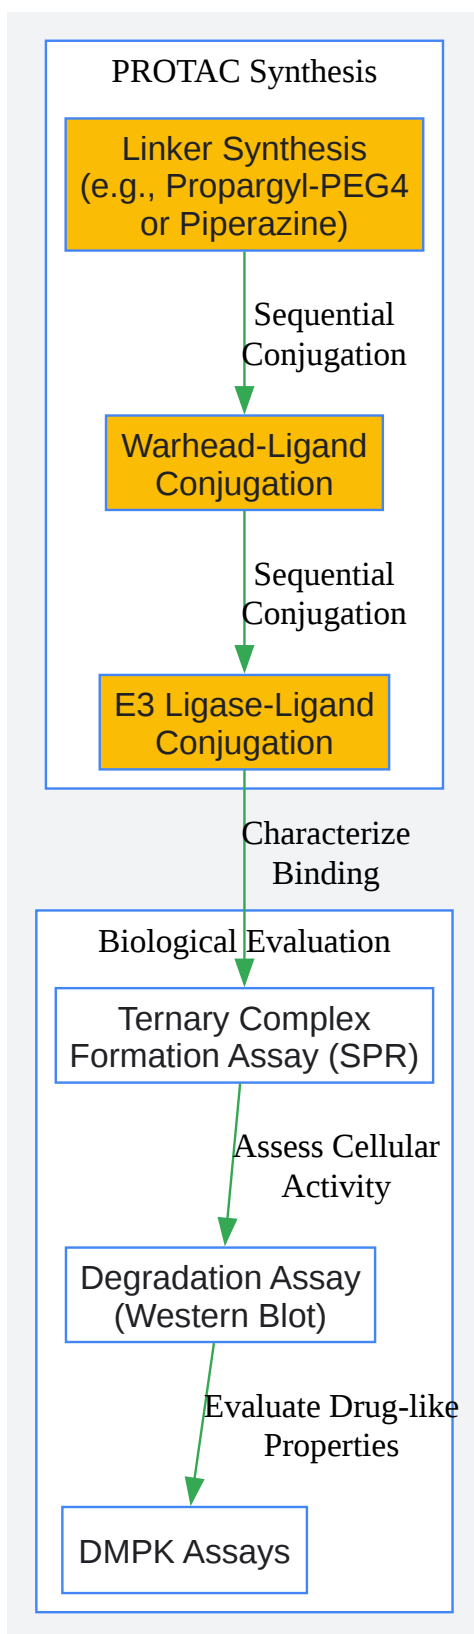 PROTAC Synthesis
Linker Synthesis
(e.g., Propargyl-PEG4
or Piperazine)
Sequential
Conjugation
Warhead-Ligand
Conjugation
Sequential
Conjugation
E3 Ligase-Ligand
Conjugation
Characterize
Binding
Biological Evaluation
Ternary Complex
Formation Assay (SPR)
Assess Cellular
Activity
Degradation Assay
(Western Blot)
Evaluate Drug-like
Properties
DMPK Assays